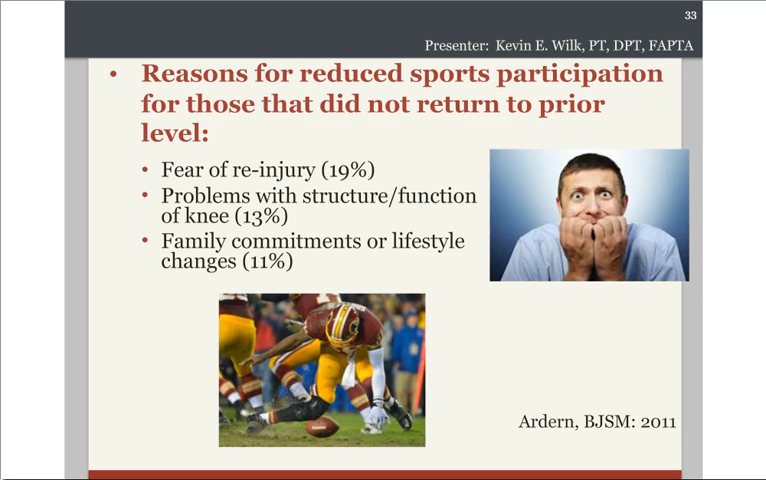 33
Presenter: Kevin E. Wilk, PT, DPT, FAPTA
• Reasons for reduced sports participation
for those that did not return to prior
level:
• Fear of re-injury (19%)
• Problems with structure/function
of knee (13%)
• Family commitments or lifestyle
changes (11%)
Ardern, BJSM: 2011